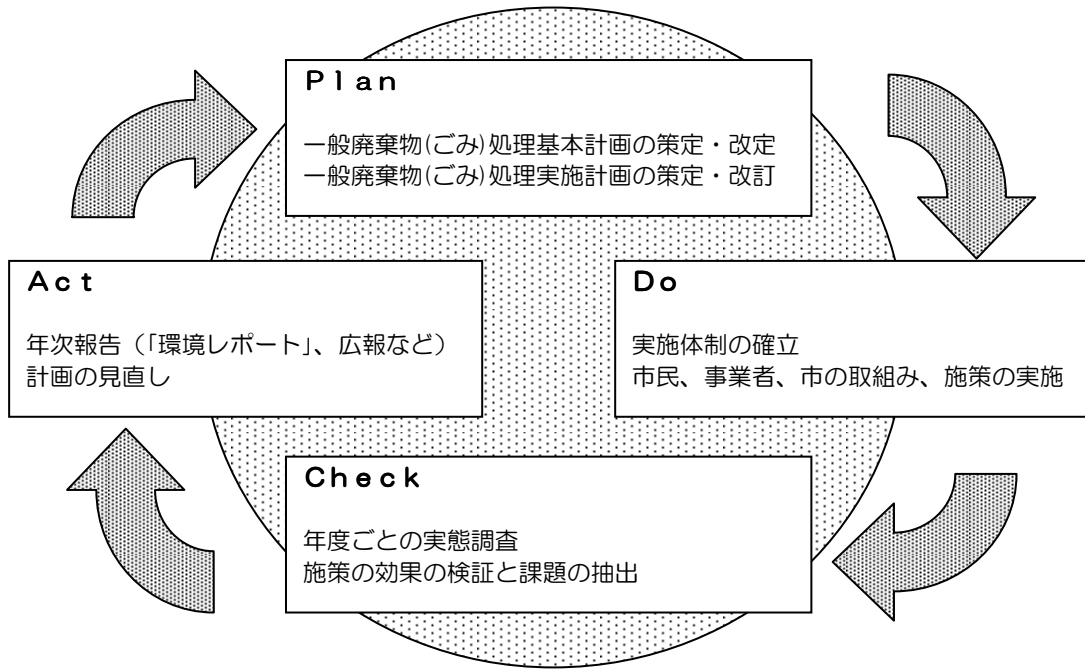 Plan
一般廃棄物(ごみ)処理基本計画の策定・改定
一般廃棄物(ごみ)処理実施計画の策定・改訂
Do
実施体制の確立
市民、事業者、市の取組み、施策の実施
Check
年度ごとの実態調査
施策の効果の検証と課題の抽出
Act
年次報告（「環境レポート」、広報など）
計画の見直し